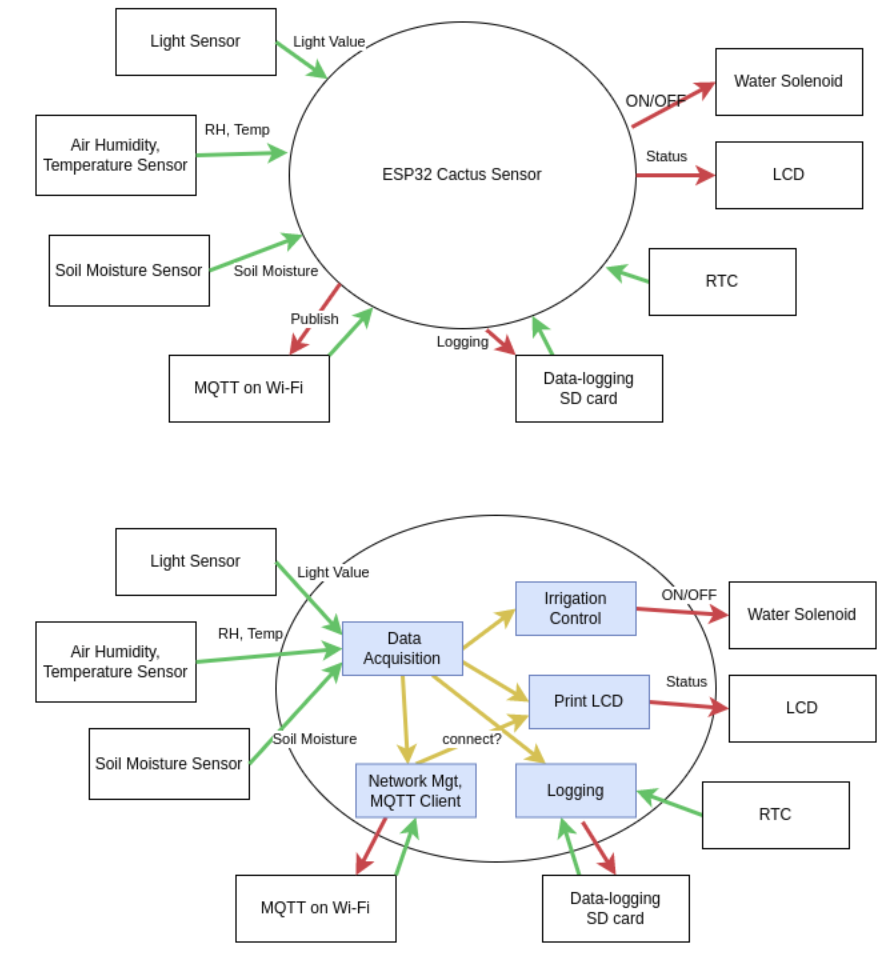 Light Sensor
Light Value
Water Solenoid
ON/OFF
Air Humidity,
Temperature Sensor
RH, Temp
ESP32 Cactus Sensor
Status
LCD
Soil Moisture Sensor
Soil Moisture
RTC
Publish
Logging
MQTT on Wi-Fi
Data-logging
SD card
Light Sensor
Light Value
Irrigation
Control
ON/OFF
Water Solenoid
Air Humidity,
Temperature Sensor
RH, Temp
Data
Acquisition
Print LCD
Status
LCD
Soil Moisture Sensor
Soil Moisture
connect?
Network Mgt,
MQTT Client
Logging
RTC
MQTT on Wi-Fi
Data-logging
SD card